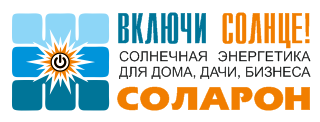 ВКЛЮЧИ СОЛНЦЕ!
СОЛНЕЧНАЯ ЭНЕРГЕТИКА
ДЛЯ ДОМА, ДАЧИ, БИЗНЕСА
СОЛАРОН